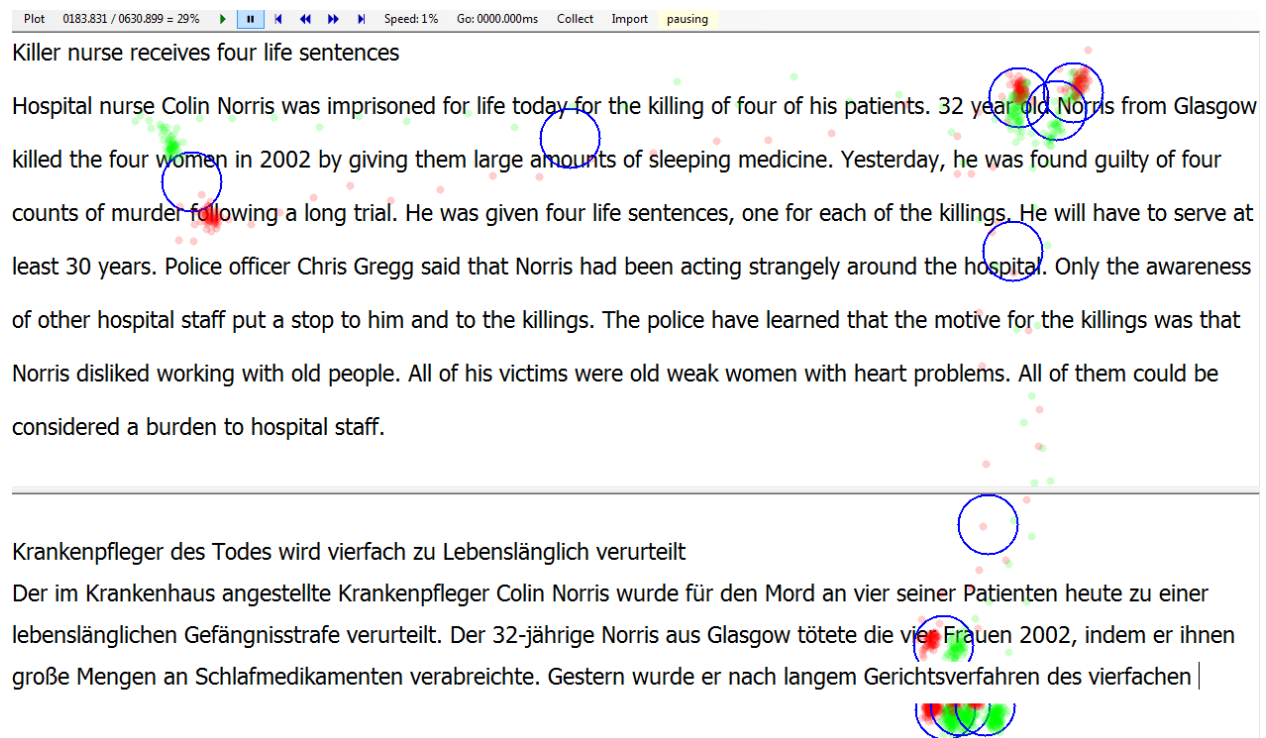 Plot 0183.831 / 0630.899 = 29% Speed: 1% Go: 0000.000ms Collect Import pausing
Killer nurse receives four life sentences
Hospital nurse Colin Norris was imprisoned for life today for the killing of four of his patients. 32 year old Norris from Glasgow
killed the four women in 2002 by giving them large amounts of sleeping medicine. Yesterday, he was found guilty of four
counts of murder following a long trial. He was given four life sentences, one for each of the killings. He will have to serve at
least 30 years. Police officer Chris Gregg said that Norris had been acting strangely around the hospital. Only the awareness
of other hospital staff put a stop to him and to the killings. The police have learned that the motive for the killings was that
Norris disliked working with old people. All of his victims were old weak women with heart problems. All of them could be
considered a burden to hospital staff.
Krankenpfleger des Todes wird vierfach zu Lebenslänglich verurteilt
Der im Krankenhaus angestellte Krankenpfleger Colin Norris wurde für den Mord an vier seiner Patienten heute zu einer
lebenslänglichen Gefängnisstrafe verurteilt. Der 32-jährige Norris aus Glasgow tötete die vier Frauen 2002, indem er ihnen
große Mengen an Schlafmedikamenten verabreichte. Gestern wurde er nach langem Gerichtsverfahren des vierfachen